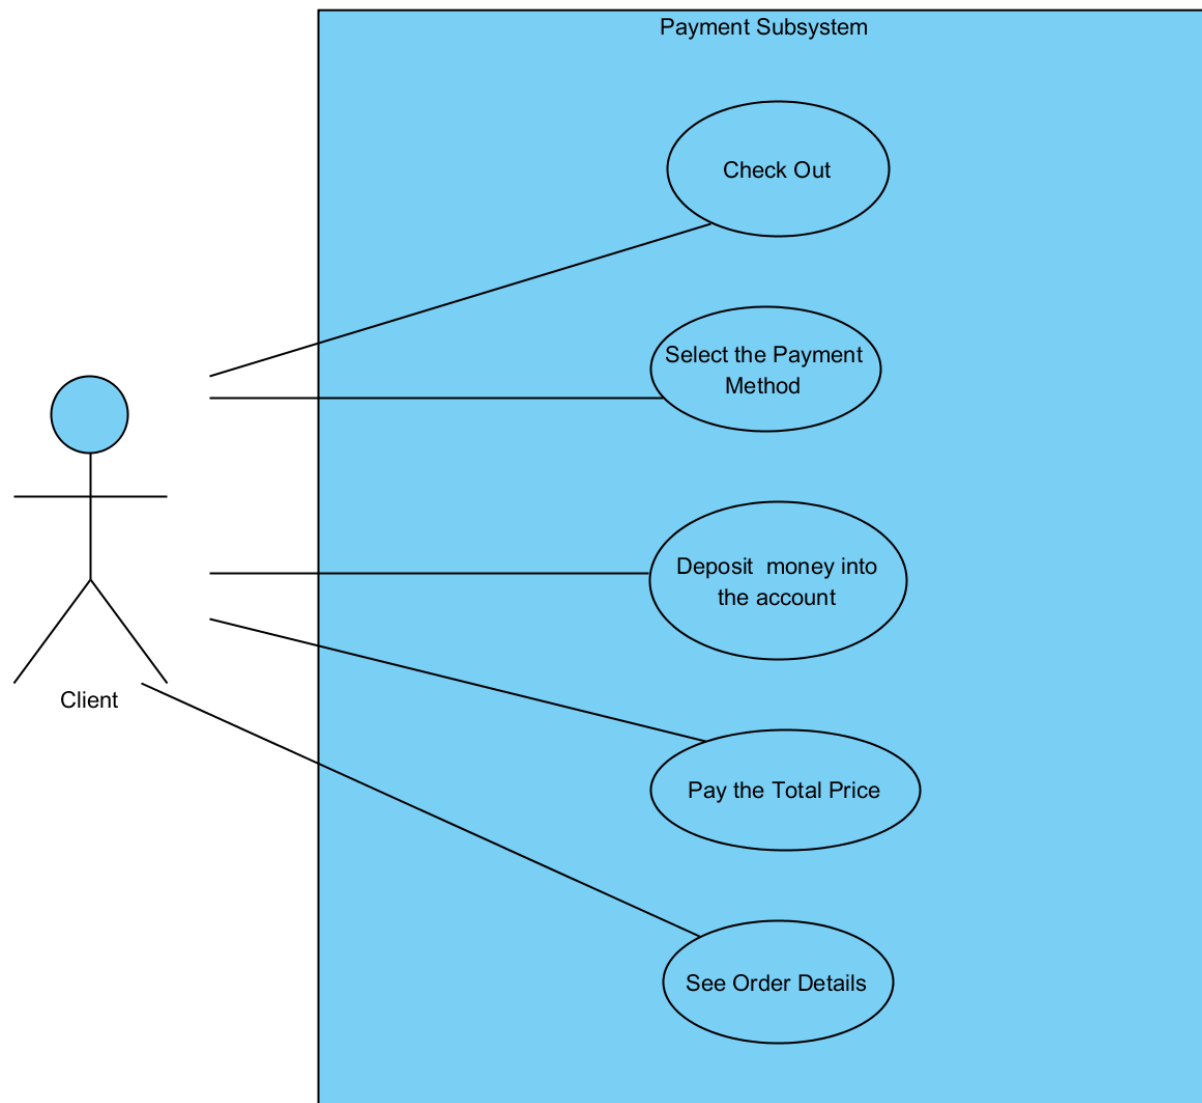 Payment Subsystem
Check Out
Select the Payment
Method
Deposit  money into
the account
Client
Pay the Total Price
See Order Details